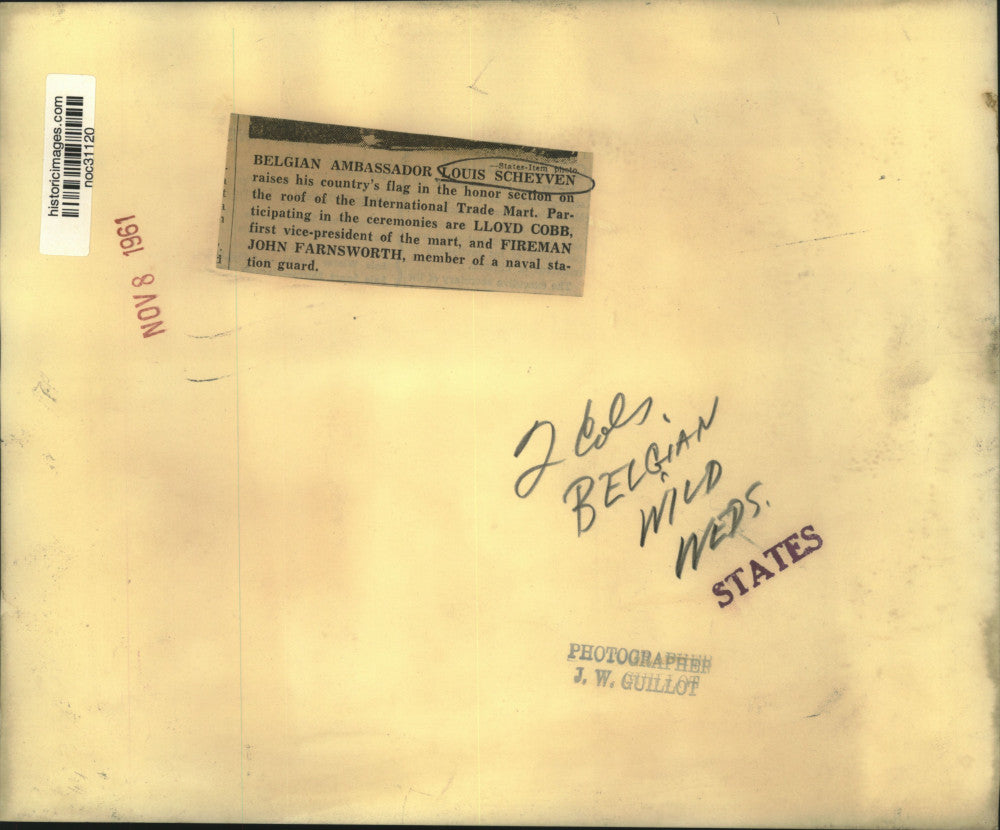 historicimages.com
noc31120
NOV 8 1961
—States-Item photo.
BELGIAN AMBASSADOR LOUIS SCHEYVEN
raises his country's flag in the honor section on
the roof of the International Trade Mart. Par-
ticipating in the ceremonies are LLOYD COBB,
first vice-president of the mart, and FIREMAN
JOHN FARNSWORTH, member of a naval sta-
tion guard.
2 Cols.
BELGIAN
WILD
WEDS.
STATES
PHOTOGRAPHER
J. W. GUILLOT